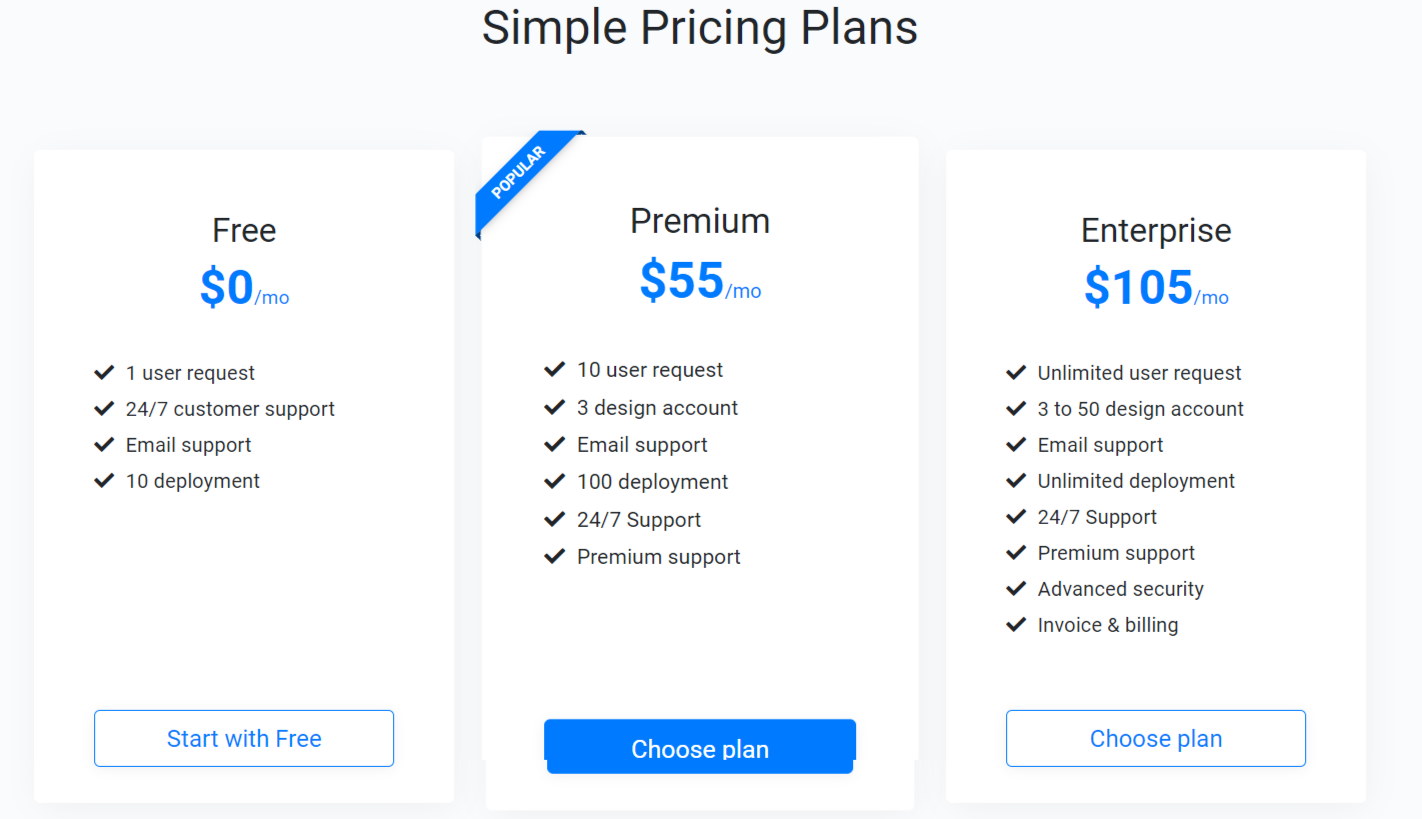 Simple Pricing Plans
Free
$0/mo
1 user request
24/7 customer support
Email support
10 deployment
Start with Free
POPULAR
Premium
$55/mo
10 user request
3 design account
Email support
100 deployment
24/7 Support
Premium support
Choose plan
Enterprise
$105/mo
Unlimited user request
3 to 50 design account
Email support
Unlimited deployment
24/7 Support
Premium support
Advanced security
Invoice & billing
Choose plan